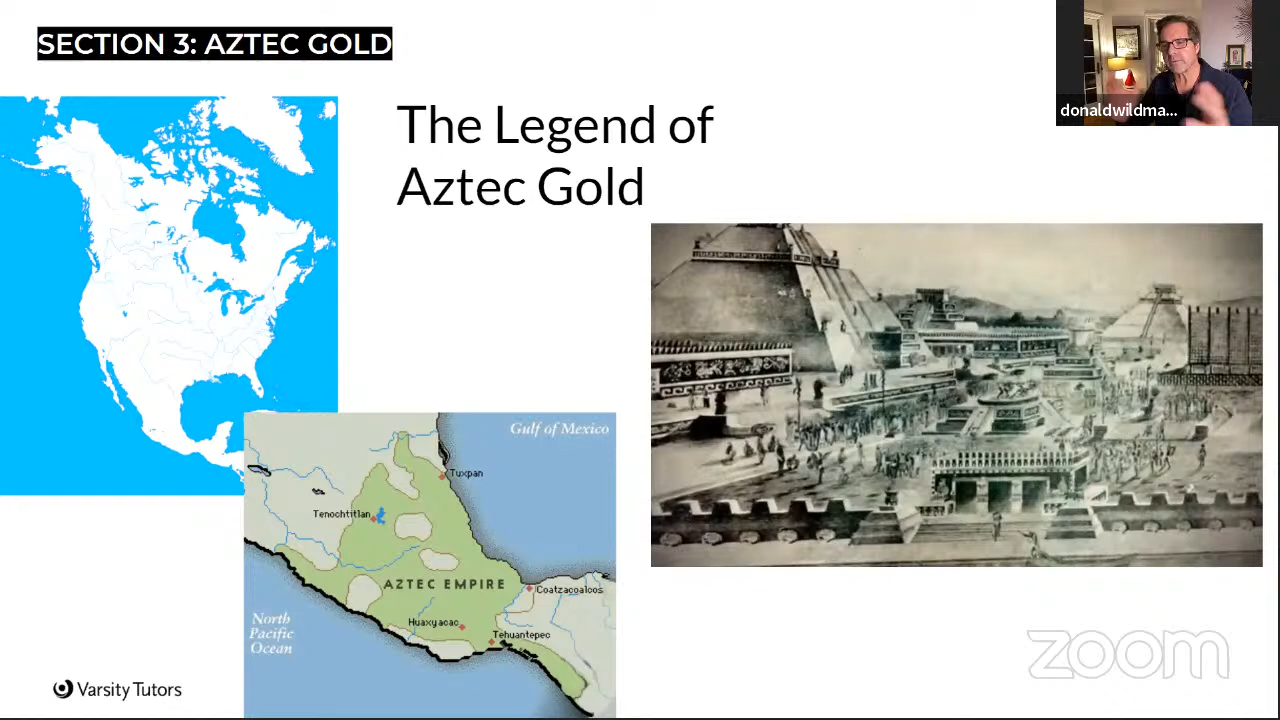 SECTION 3: AZTEC GOLD
donaldwildma...
The Legend of
Aztec Gold
Gulf of Mexico
Tuxpan
Tenochtitlan
AZTEC EMPIRE
Coatzacoalcos
Huaxyacac
Tehuantepec
North
Pacific
Ocean
zoom
Varsity Tutors